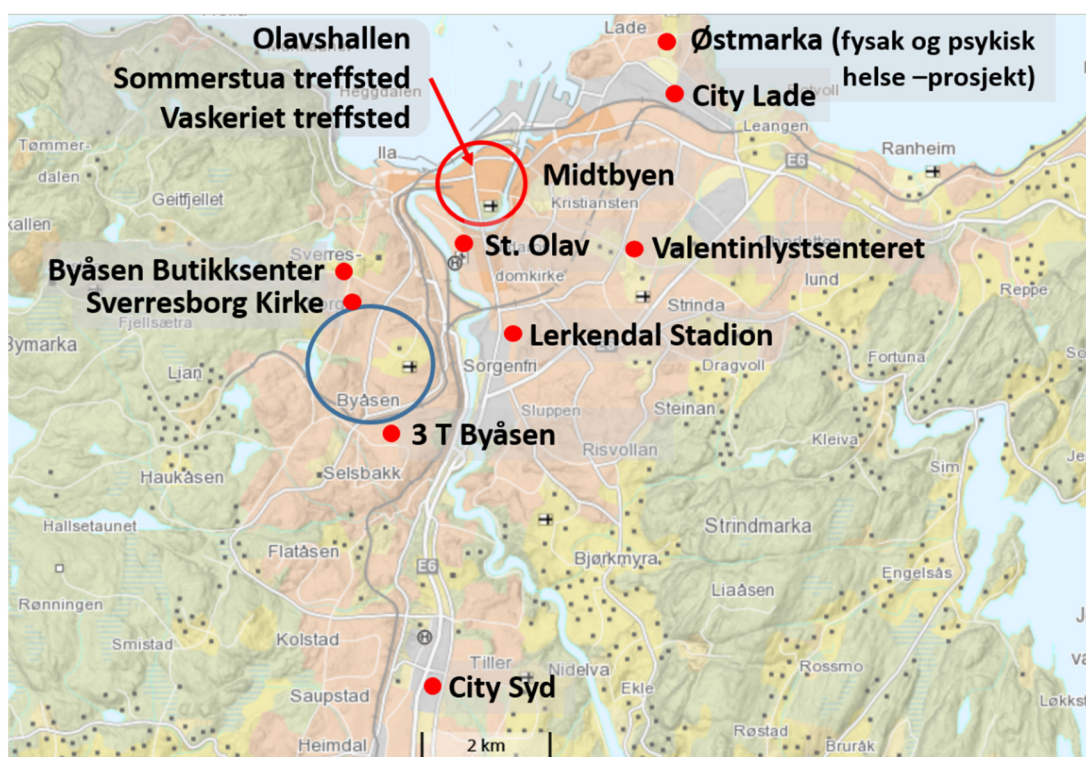 Olavshallen
Sommerstua treffsted
Vaskeriet treffsted
Østmarka (fysak og psykisk
helse –prosjekt)
City Lade
Midtbyen
St. Olav
Valentinlystsenteret
Byåsen Butikksenter
Sverresborg Kirke
Lerkendal Stadion
3 T Byåsen
City Syd
2 km
Lade
Leangen
Ranheim
E6
Ila
Tømmer-
dalen
Geitfjellet
Kristiansten
Sverres-
domkirke
lund
Reppe
Strinda
Fjellsætra
Bymarka
Lian
Sorgenfri
Dragvoll
Fortuna
Byåsen
Sluppen
Steinan
Kleiva
Selsbakk
Risvollan
Sim
Haukåsen
Hallsetaunet
Strindmarka
Flatåsen
E6
Bjørkmyra
Engelsås
Liaåsen
Rønningen
Smistad
Kolstad
Tiller
Nidelva
Rossmo
Saupstad
Ekle
Heimdal
Røstad
Bruråk